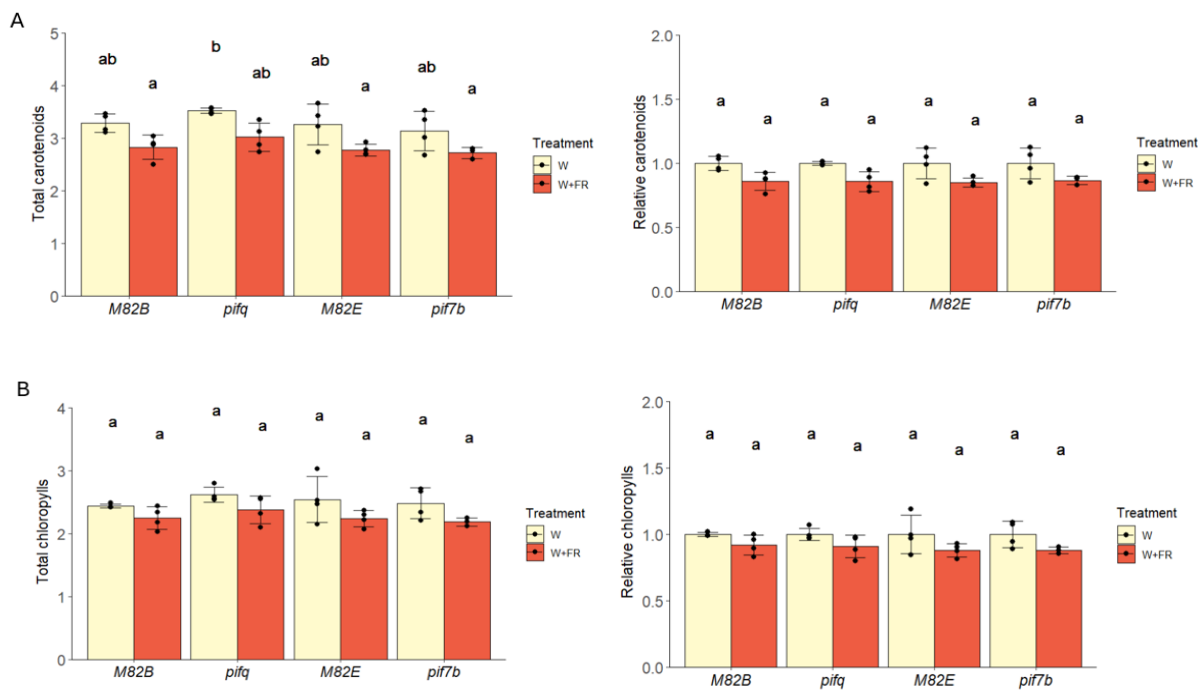 A
Total carotenoids
5
4
3
2
1
0
ab
a
b
ab
ab
a
ab
a
M82B
pifq
M82E
pif7b
Treatment
W
W+FR
Relative carotenoids
2.0
1.5
1.0
0.5
0.0
a
a
a
a
a
a
a
a
M82B
pifq
M82E
pif7b
Treatment
W
W+FR
B
Total chloropylls
4
3
2
1
0
a
a
a
a
a
a
a
a
M82B
pifq
M82E
pif7b
Treatment
W
W+FR
Relative chloropylls
2.0
1.5
1.0
0.5
0.0
a
a
a
a
a
a
a
a
M82B
pifq
M82E
pif7b
Treatment
W
W+FR